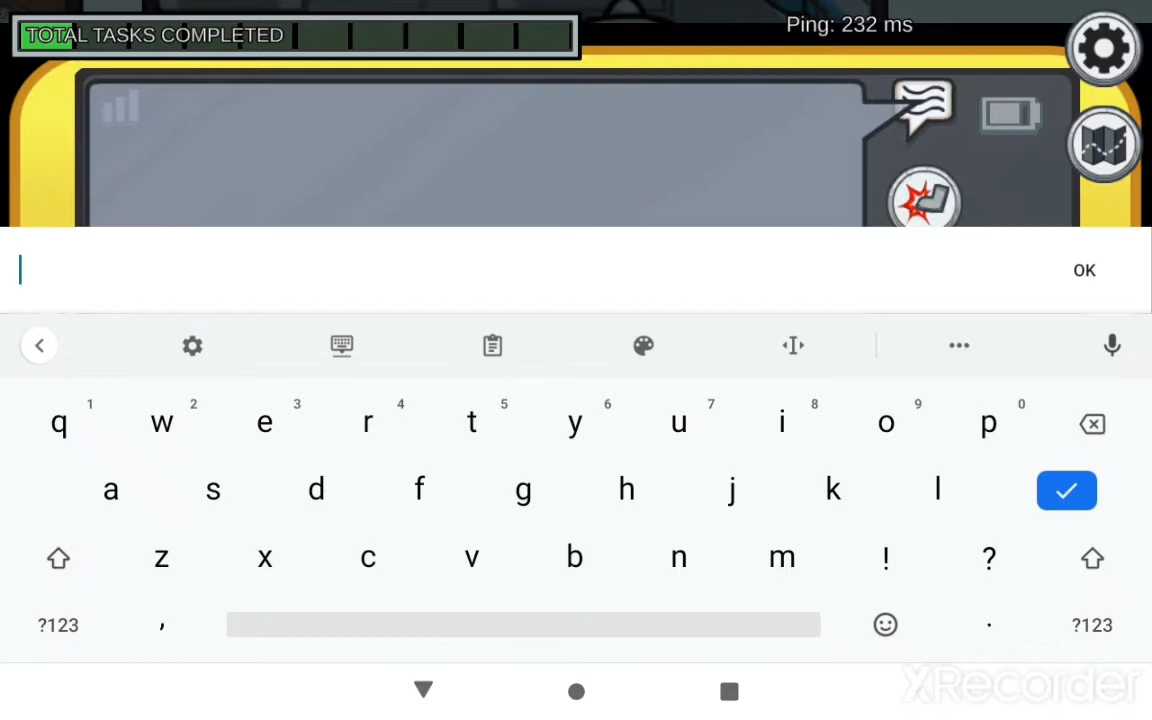 TOTAL TASKS COMPLETED
Ping: 232 ms
OK
1 2 3 4 5 6 7 8 9 0
q w e r t y u i o p
a s d f g h j k l
z x c v b n m ! ?
?123 , . ?123
XRecorder